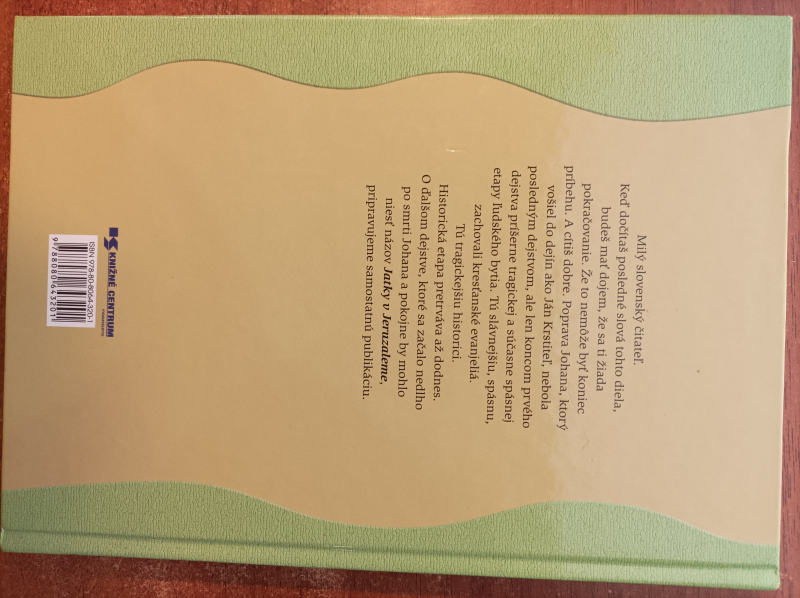 Milý slovenský čitateľ.
Keď dočítaš posledné slová tohto diela,
budeš mať dojem, že sa ti žiada
pokračovanie. Že to nemôže byť koniec
príbehu. A cítiš dobre. Poprava Johana, ktorý
vošiel do dejín ako Ján Krstiteľ, nebola
posledným dejstvom, ale len koncom prvého
dejstva príšerne tragickej a súčasne spásnej
etapy ľudského bytia. Tú slávnejšiu, spásnu,
zachovali kresťanské evanjeliá.
Tú tragickejšiu historici.
Historická etapa pretrváva až dodnes.
O ďalšom dejstve, ktoré sa začalo nedlho
po smrti Johana a pokojne by mohlo
niesť názov Jatky v Jeruzaleme,
pripravujeme samostatnú publikáciu.
KNIŽNÉ CENTRUM
ISBN 978-80-8064-320-1
9 788080 643201